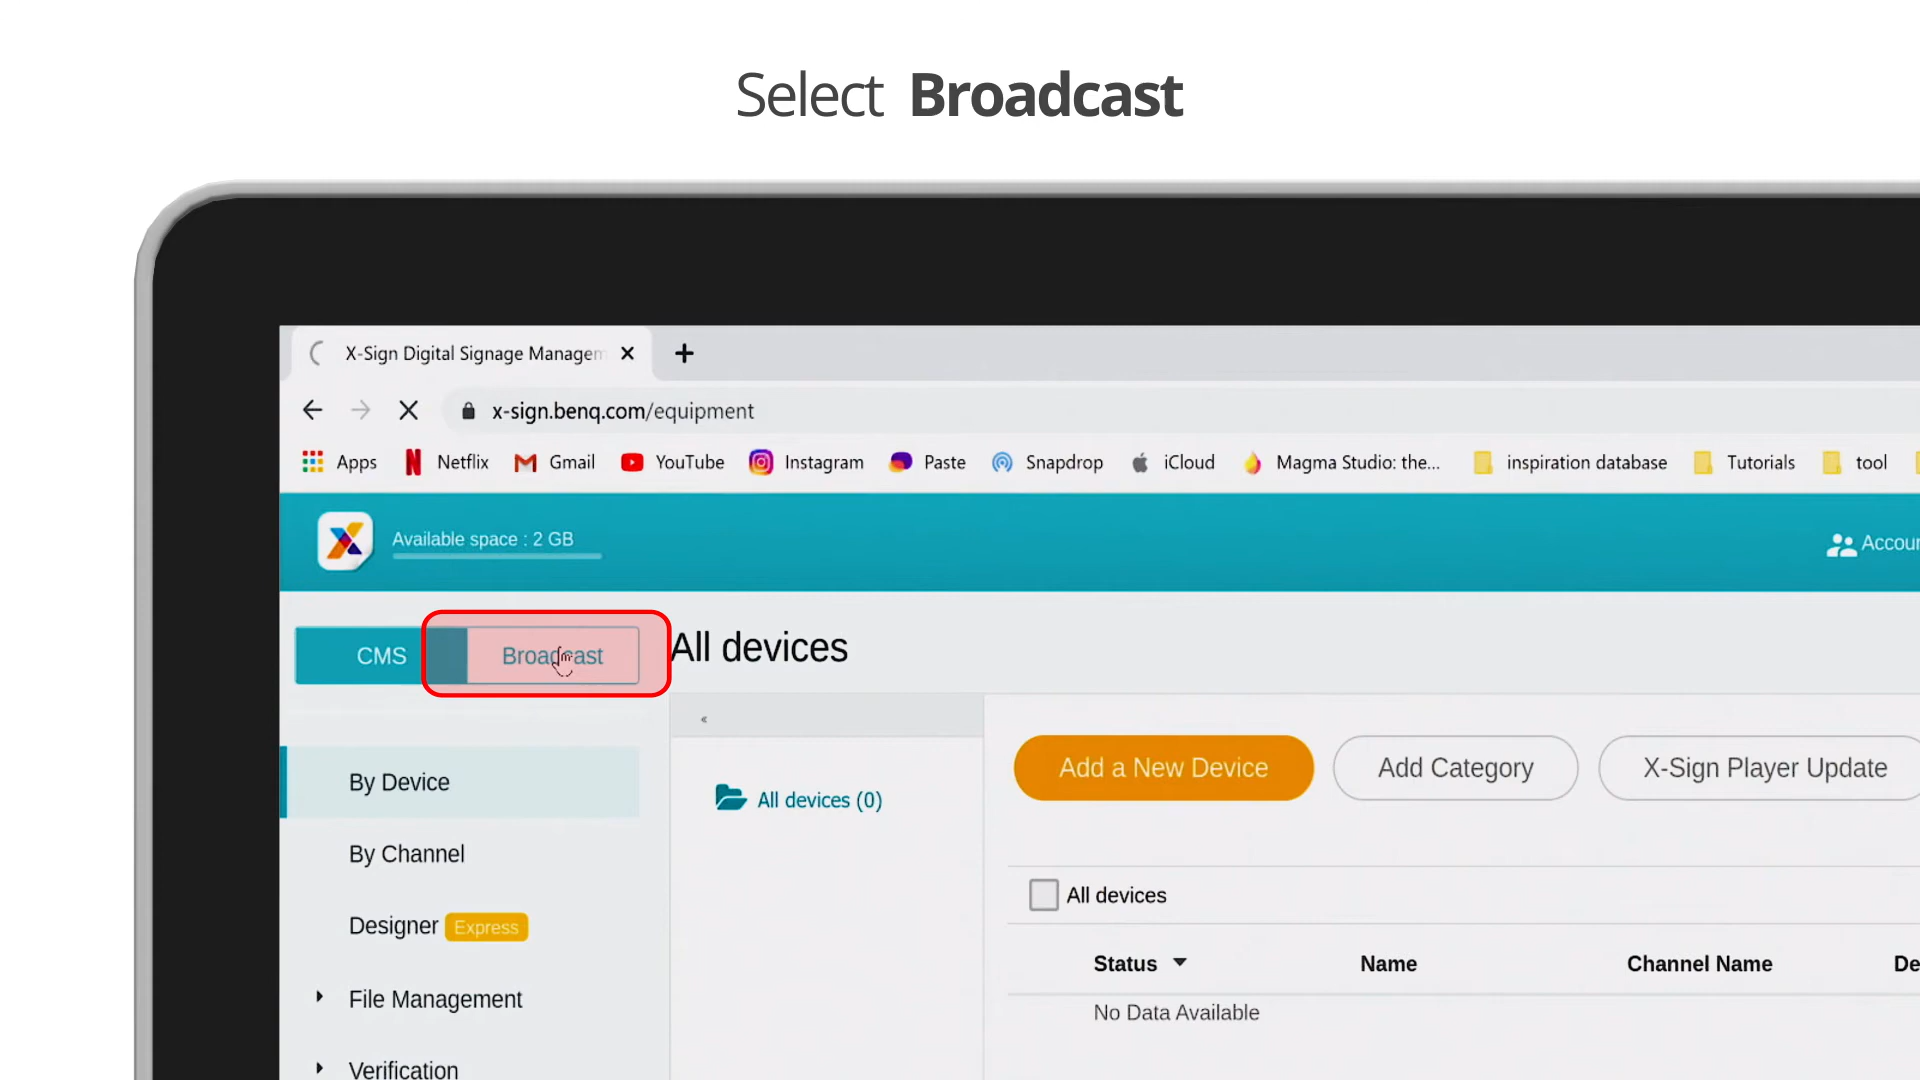 Select Broadcast
X-Sign Digital Signage Managem
x-sign.benq.com/equipment
Apps Netflix Gmail YouTube Instagram Paste Snapdrop iCloud Magma Studio: the... inspiration database Tutorials tool
Available space : 2 GB
Accoun
CMS Broadcast
All devices
«
By Device
By Channel
Designer Express
File Management
Verification
All devices (0)
Add a New Device Add Category X-Sign Player Update
All devices
Status Name Channel Name De
No Data Available